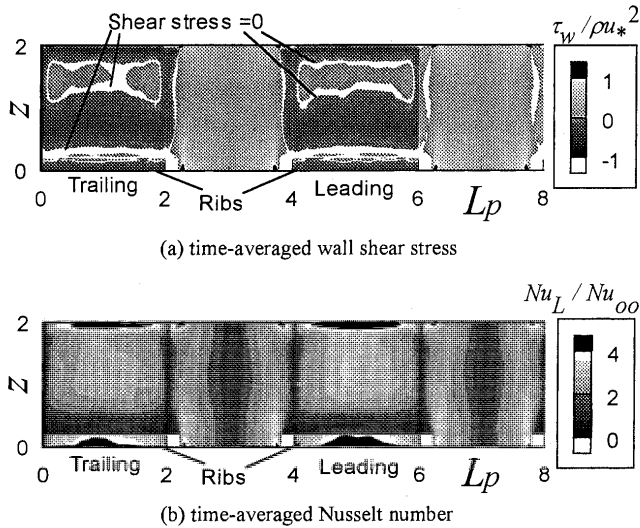 Shear stress =0
τw/ρu*²
2
Z
0
1
0
-1
0 2 4 6 8
Trailing Ribs Leading Lp
(a) time-averaged wall shear stress
NuL / Nuoo
2
Z
0
4
2
0
0 2 4 6 8
Trailing Ribs Leading Lp
(b) time-averaged Nusselt number